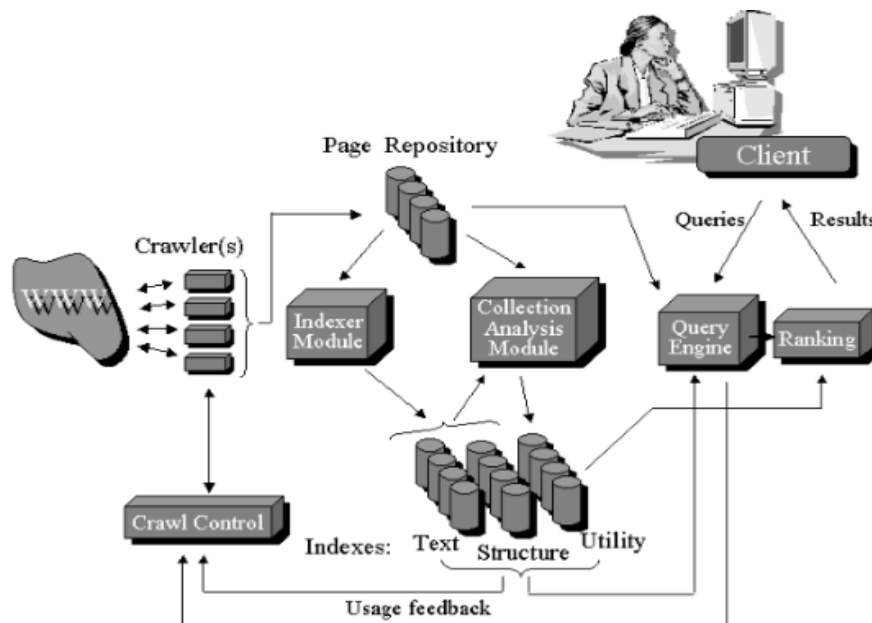 Client
Page Repository
Queries
Results
Crawler(s)
WWW
Indexer
Module
Collection
Analysis
Module
Query
Engine
Ranking
Crawl Control
Indexes:
Text
Structure
Utility
Usage feedback